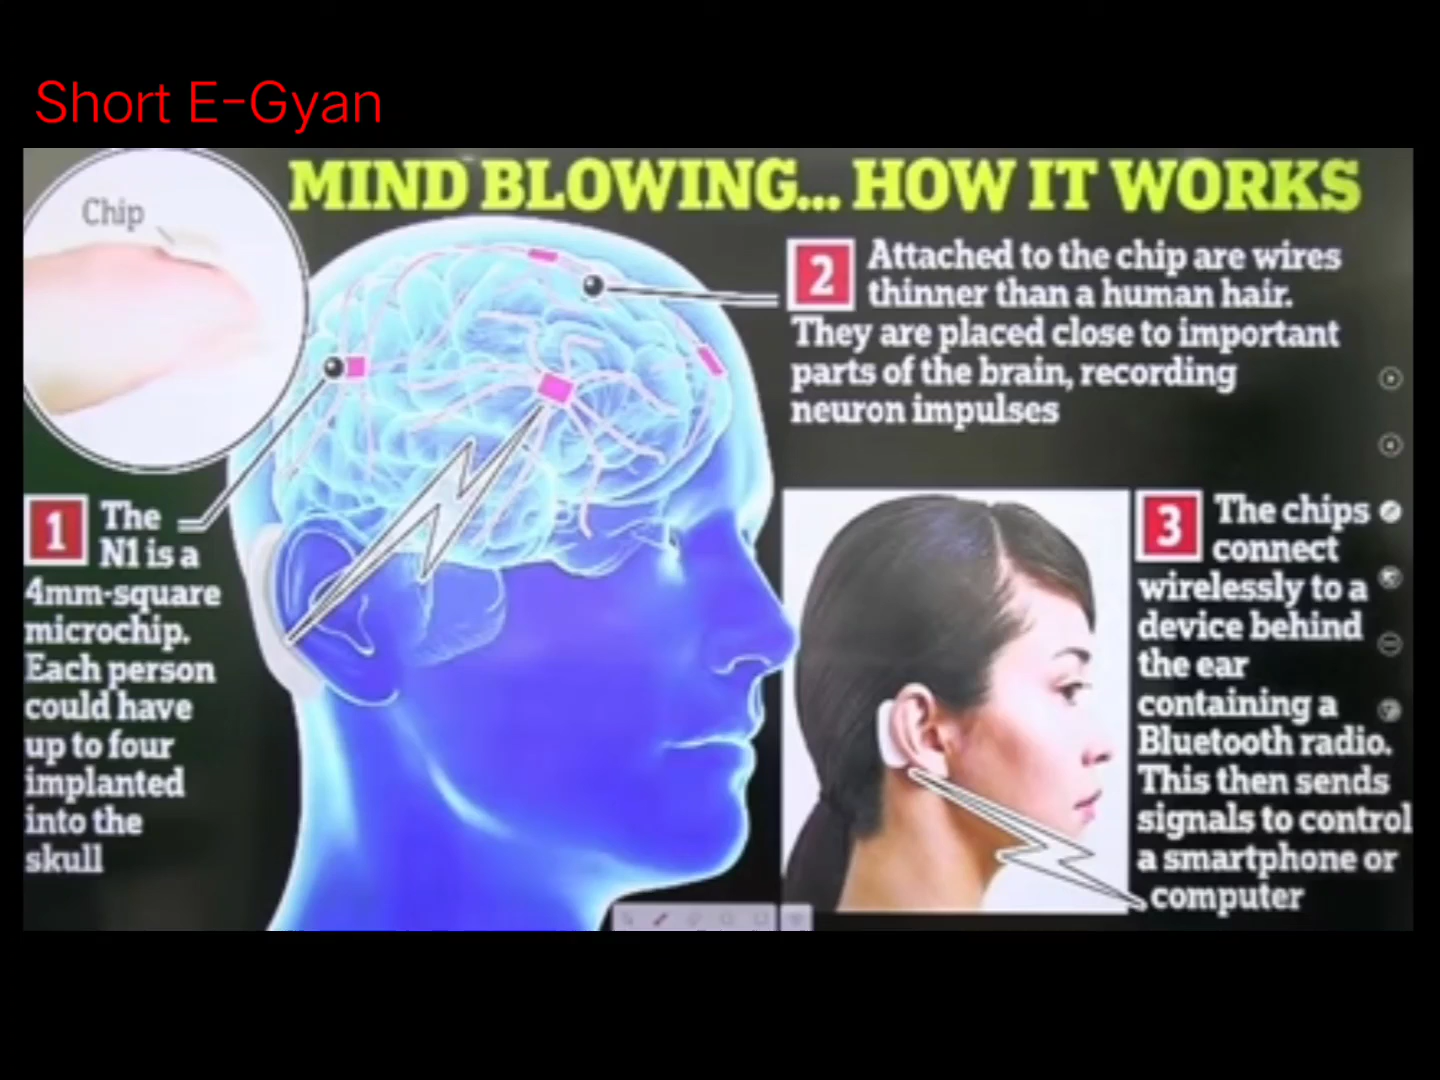 Short E-Gyan
MIND BLOWING... HOW IT WORKS
Chip
1 The
N1 is a
4mm-square
microchip.
Each person
could have
up to four
implanted
into the
skull
2 Attached to the chip are wires
thinner than a human hair.
They are placed close to important
parts of the brain, recording
neuron impulses
3 The chips
connect
wirelessly to a
device behind
the ear
containing a
Bluetooth radio.
This then sends
signals to control
a smartphone or
computer